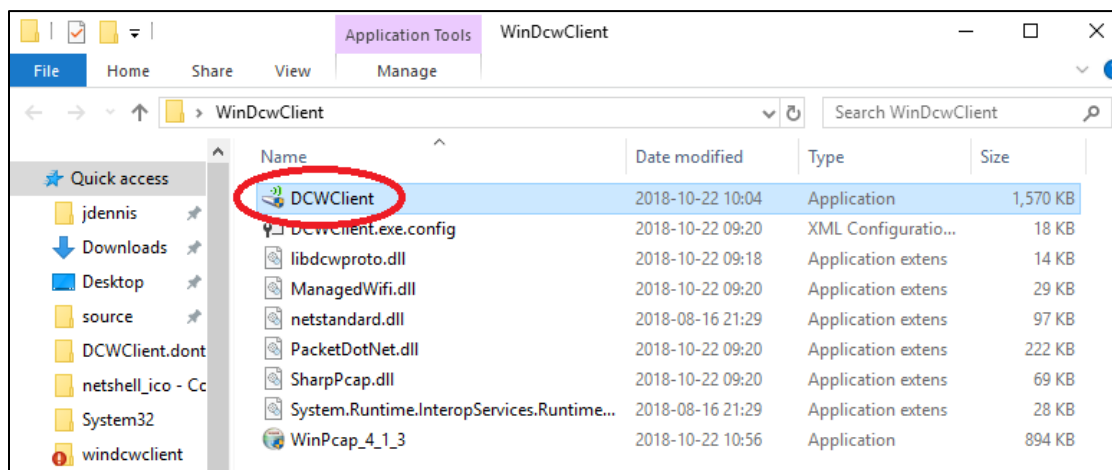 Application Tools WinDcwClient
File Home Share View Manage
WinDcwClient Search WinDcwClient
Name Date modified Type Size
Quick access
jdennis
Downloads
Desktop
source
DCWClient.dont
netshell_ico - Cc
System32
windcwclient
DCWClient 2018-10-22 10:04 Application 1,570 KB
DCWClient.exe.config 2018-10-22 09:20 XML Configuratio... 18 KB
libdcwproto.dll 2018-10-22 09:18 Application extens 14 KB
ManagedWifi.dll 2018-10-22 09:20 Application extens 29 KB
netstandard.dll 2018-08-16 21:29 Application extens 97 KB
PacketDotNet.dll 2018-10-22 09:20 Application extens 222 KB
SharpPcap.dll 2018-10-22 09:20 Application extens 69 KB
System.Runtime.InteropServices.Runtime... 2018-08-16 21:29 Application extens 28 KB
WinPcap_4_1_3 2018-10-22 10:56 Application 894 KB